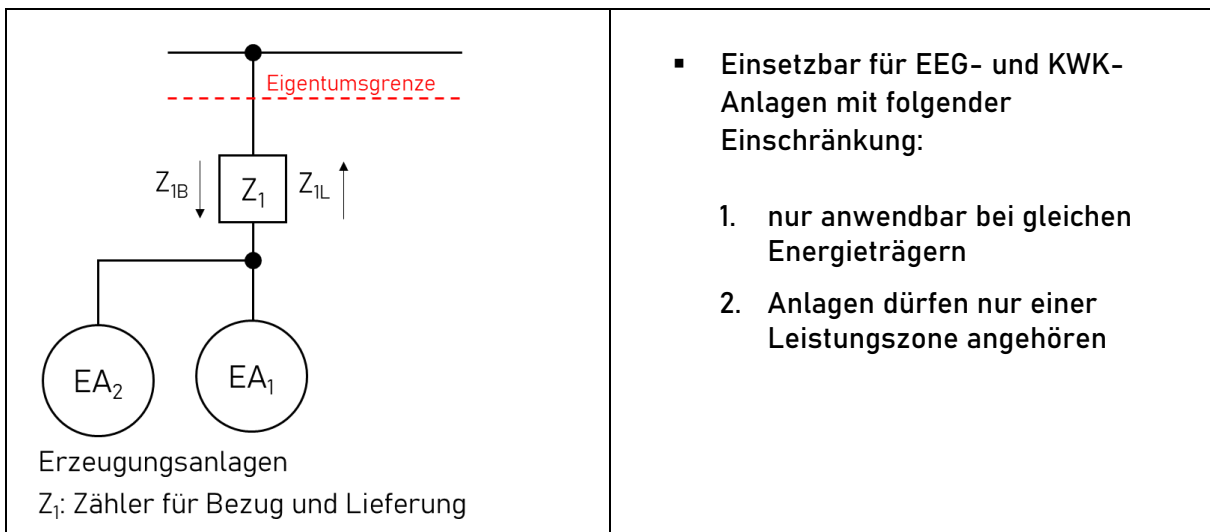 Eigentumsgrenze
Z1B
Z1
Z1L
EA2
EA1
Erzeugungsanlagen
Z1: Zähler für Bezug und Lieferung
▪ Einsetzbar für EEG- und KWK-
Anlagen mit folgender
Einschränkung:
1. nur anwendbar bei gleichen
Energieträgern
2. Anlagen dürfen nur einer
Leistungszone angehören